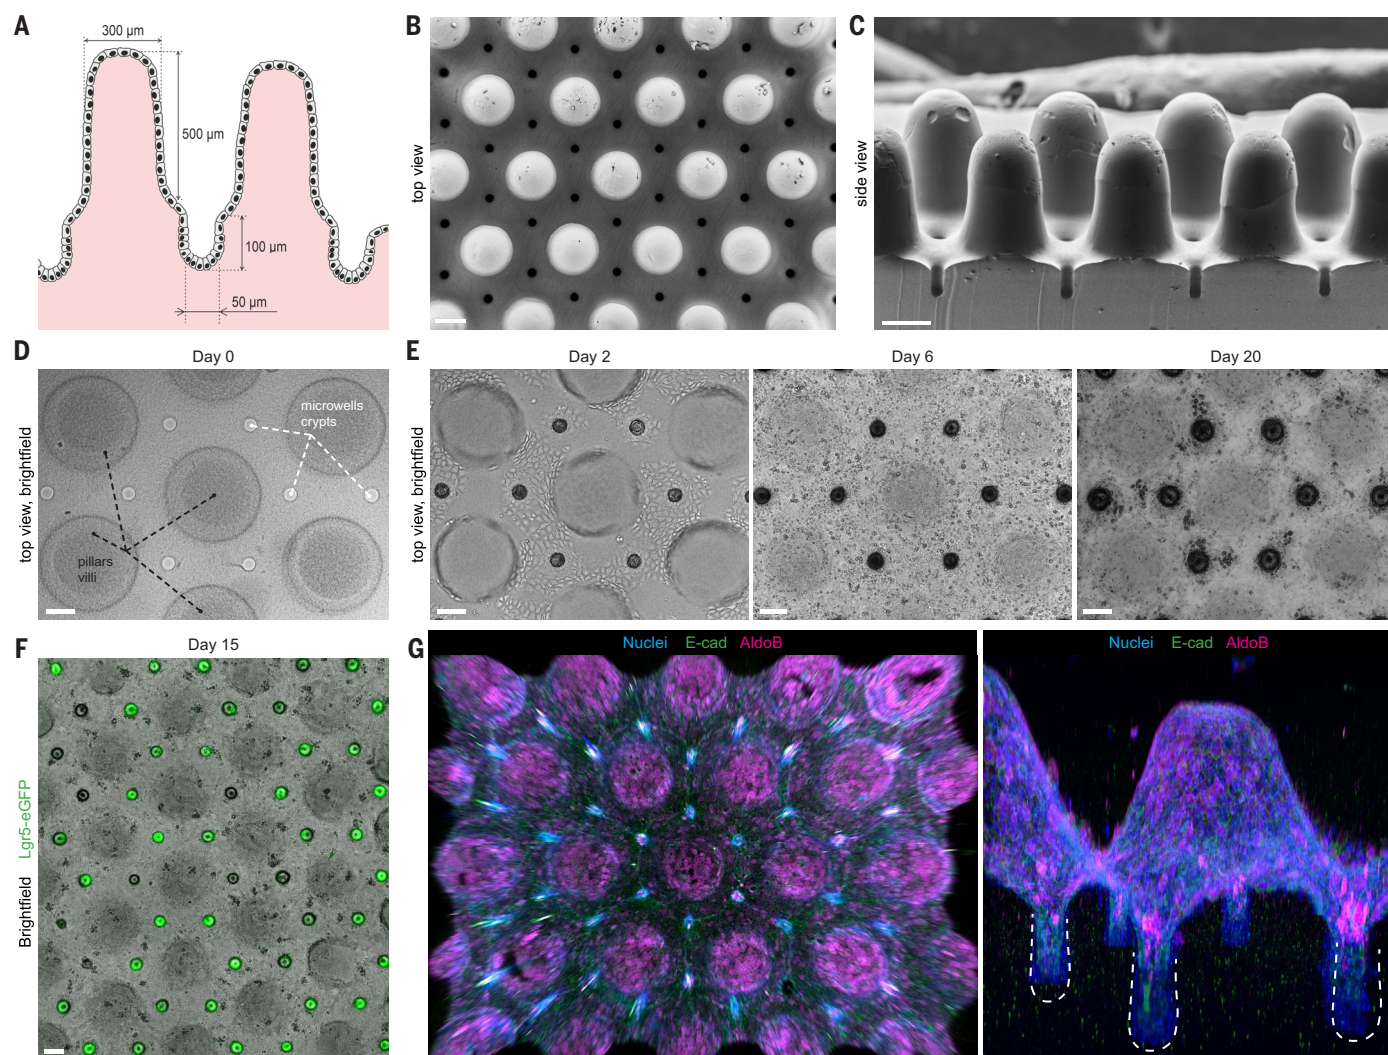 A
300 µm
500 µm
100 µm
50 µm
B
top view
C
side view
D
Day 0
top view, brightfield
microwells
crypts
pillars
villi
E
Day 2
Day 6
Day 20
top view, brightfield
F
Day 15
Brightfield Lgr5-eGFP
G
Nuclei E-cad AldoB
Nuclei E-cad AldoB